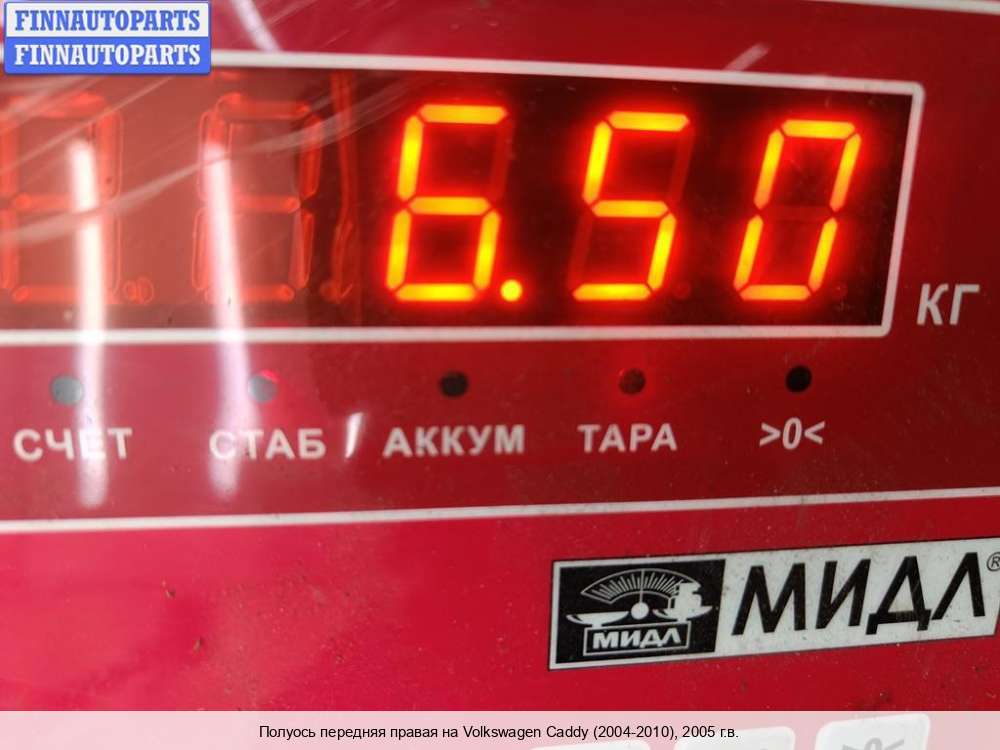 FINNAUTOPARTS
FINNAUTOPARTS
6.50
КГ
СЧЕТ СТАБ АККУМ ТАРА >0<
МИДЛ МИДЛ®
Полуось передняя правая на Volkswagen Caddy (2004-2010), 2005 г.в.